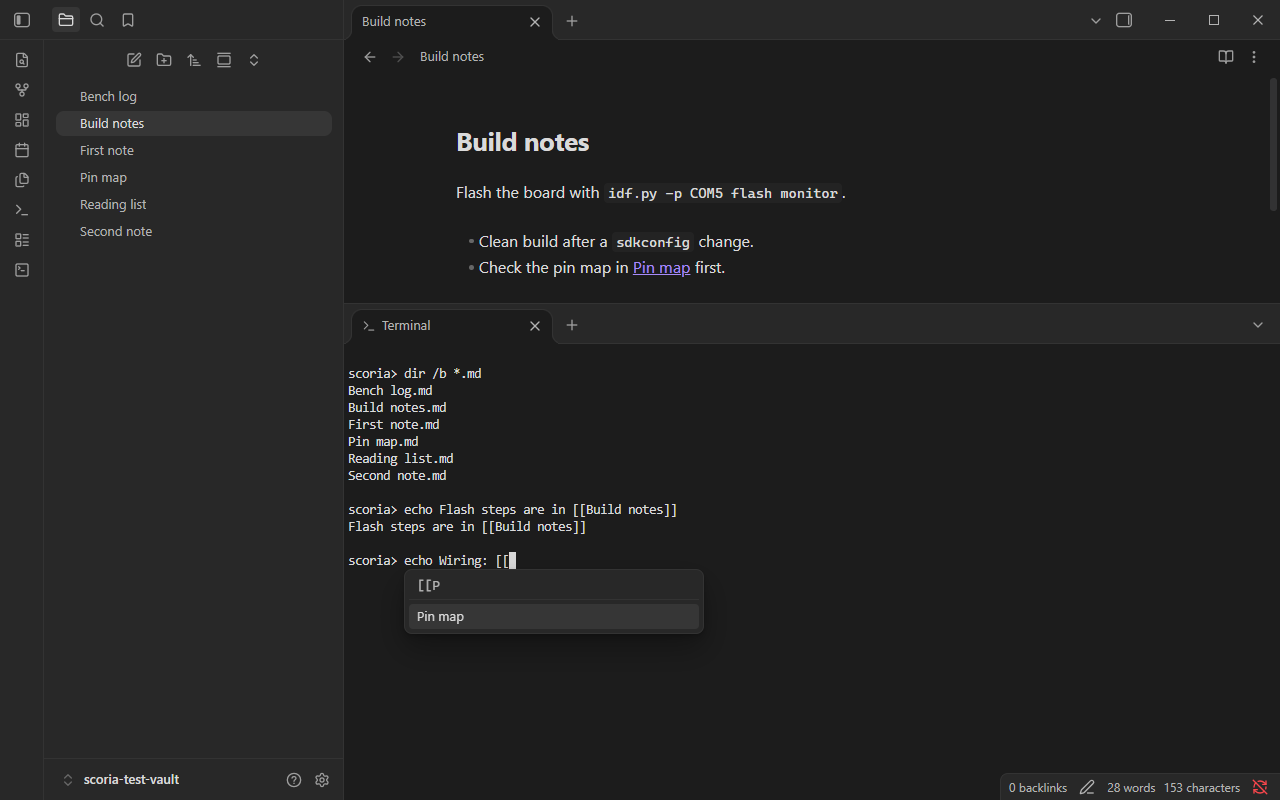 Build notes
Build notes
Bench log
Build notes
First note
Pin map
Reading list
Second note
Build notes
Flash the board with idf.py -p COM5 flash monitor.
Clean build after a sdkconfig change.
Check the pin map in Pin map first.
Terminal
scoria> dir /b *.md
Bench log.md
Build notes.md
First note.md
Pin map.md
Reading list.md
Second note.md
scoria> echo Flash steps are in [[Build notes]]
Flash steps are in [[Build notes]]
scoria> echo Wiring: [[
[[P
Pin map
scoria-test-vault
0 backlinks 28 words 153 characters